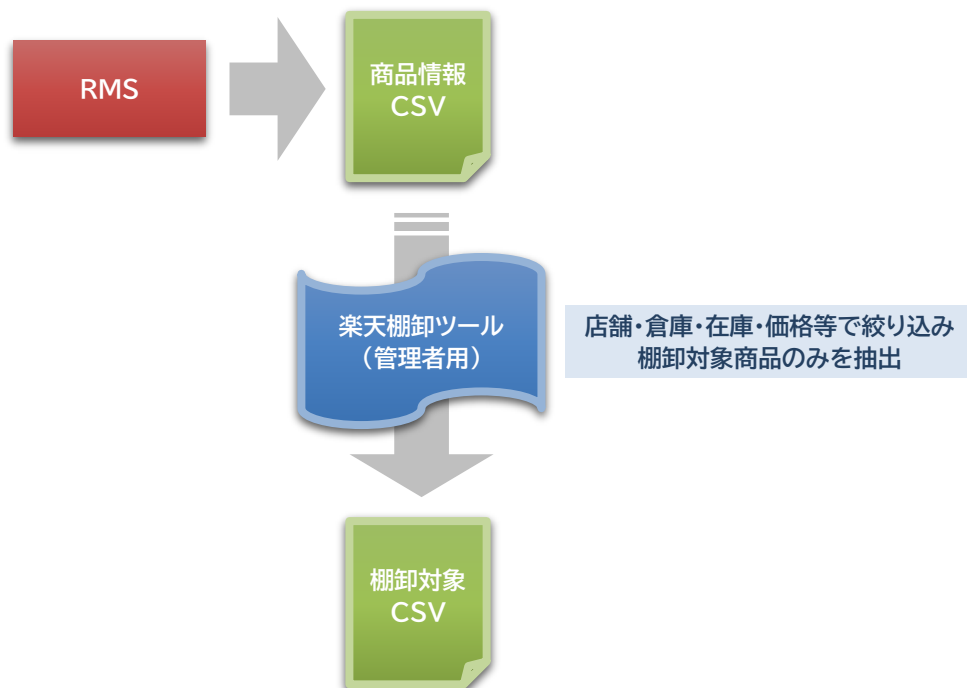 RMS
商品情報
CSV
楽天棚卸ツール
（管理者用）
店舗・倉庫・在庫・価格等で絞り込み
棚卸対象商品のみを抽出
棚卸対象
CSV